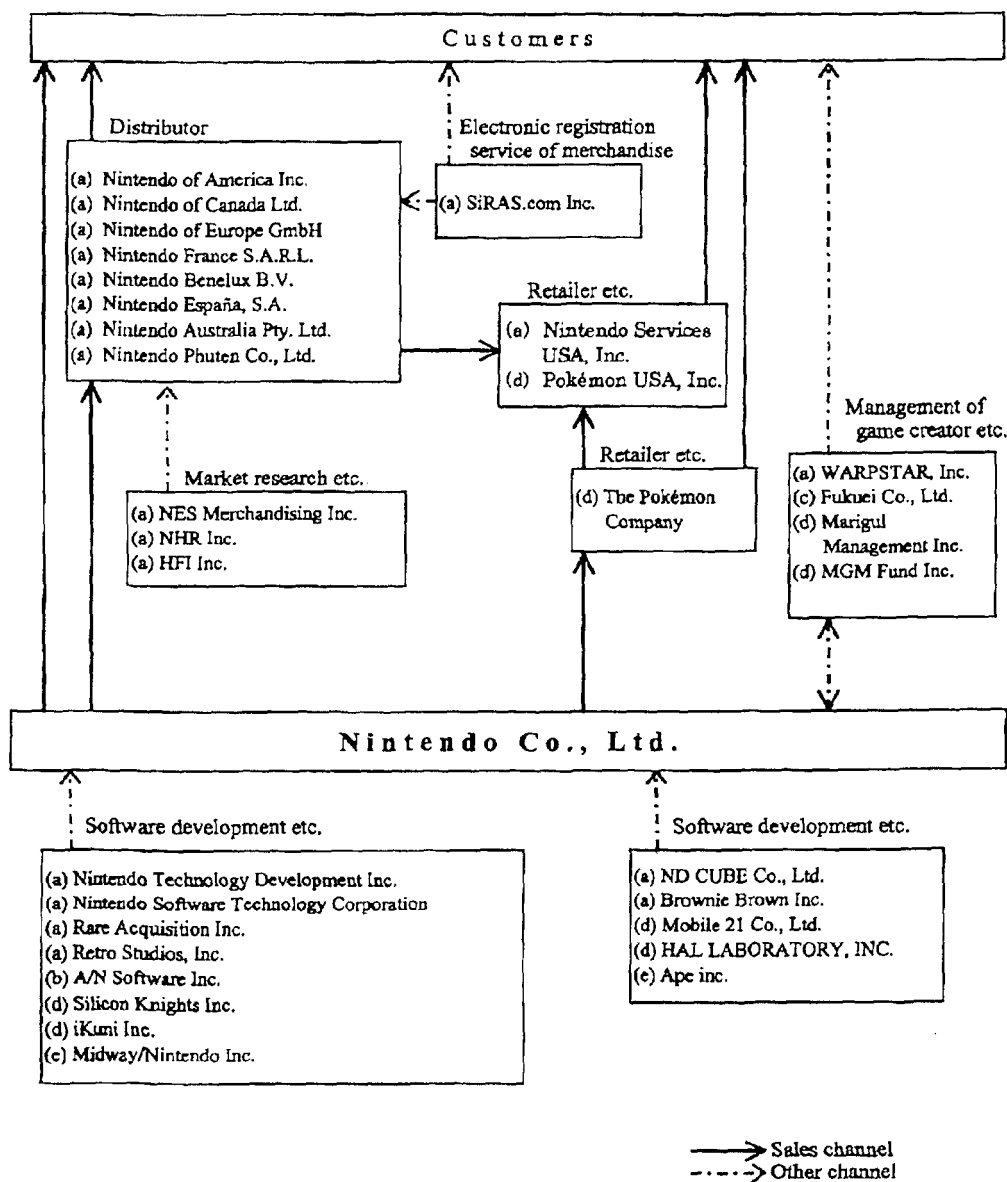 Customers
Distributor
(a) Nintendo of America Inc.
(a) Nintendo of Canada Ltd.
(a) Nintendo of Europe GmbH
(a) Nintendo France S.A.R.L.
(a) Nintendo Benelux B.V.
(a) Nintendo España, S.A.
(a) Nintendo Australia Pty. Ltd.
(a) Nintendo Phuten Co., Ltd.
Electronic registration
service of merchandise
(a) SiRAS.com Inc.
Retailer etc.
(e) Nintendo Services
USA, Inc.
(d) Pokémon USA, Inc.
Market research etc.
(a) NES Merchandising Inc.
(a) NHR Inc.
(a) HFI Inc.
Retailer etc.
(d) The Pokémon
Company
Management of
game creator etc.
(a) WARPSTAR, Inc.
(c) Fukuei Co., Ltd.
(d) Marigul
Management Inc.
(d) MGM Fund Inc.
Nintendo Co., Ltd.
Software development etc.
(a) Nintendo Technology Development Inc.
(a) Nintendo Software Technology Corporation
(a) Rare Acquisition Inc.
(a) Retro Studios, Inc.
(b) A/N Software Inc.
(d) Silicon Knights Inc.
(d) iKuni Inc.
(e) Midway/Nintendo Inc.
Software development etc.
(a) ND CUBE Co., Ltd.
(a) Brownie Brown Inc.
(d) Mobile 21 Co., Ltd.
(d) HAL LABORATORY, INC.
(e) Ape inc.
Sales channel
Other channel